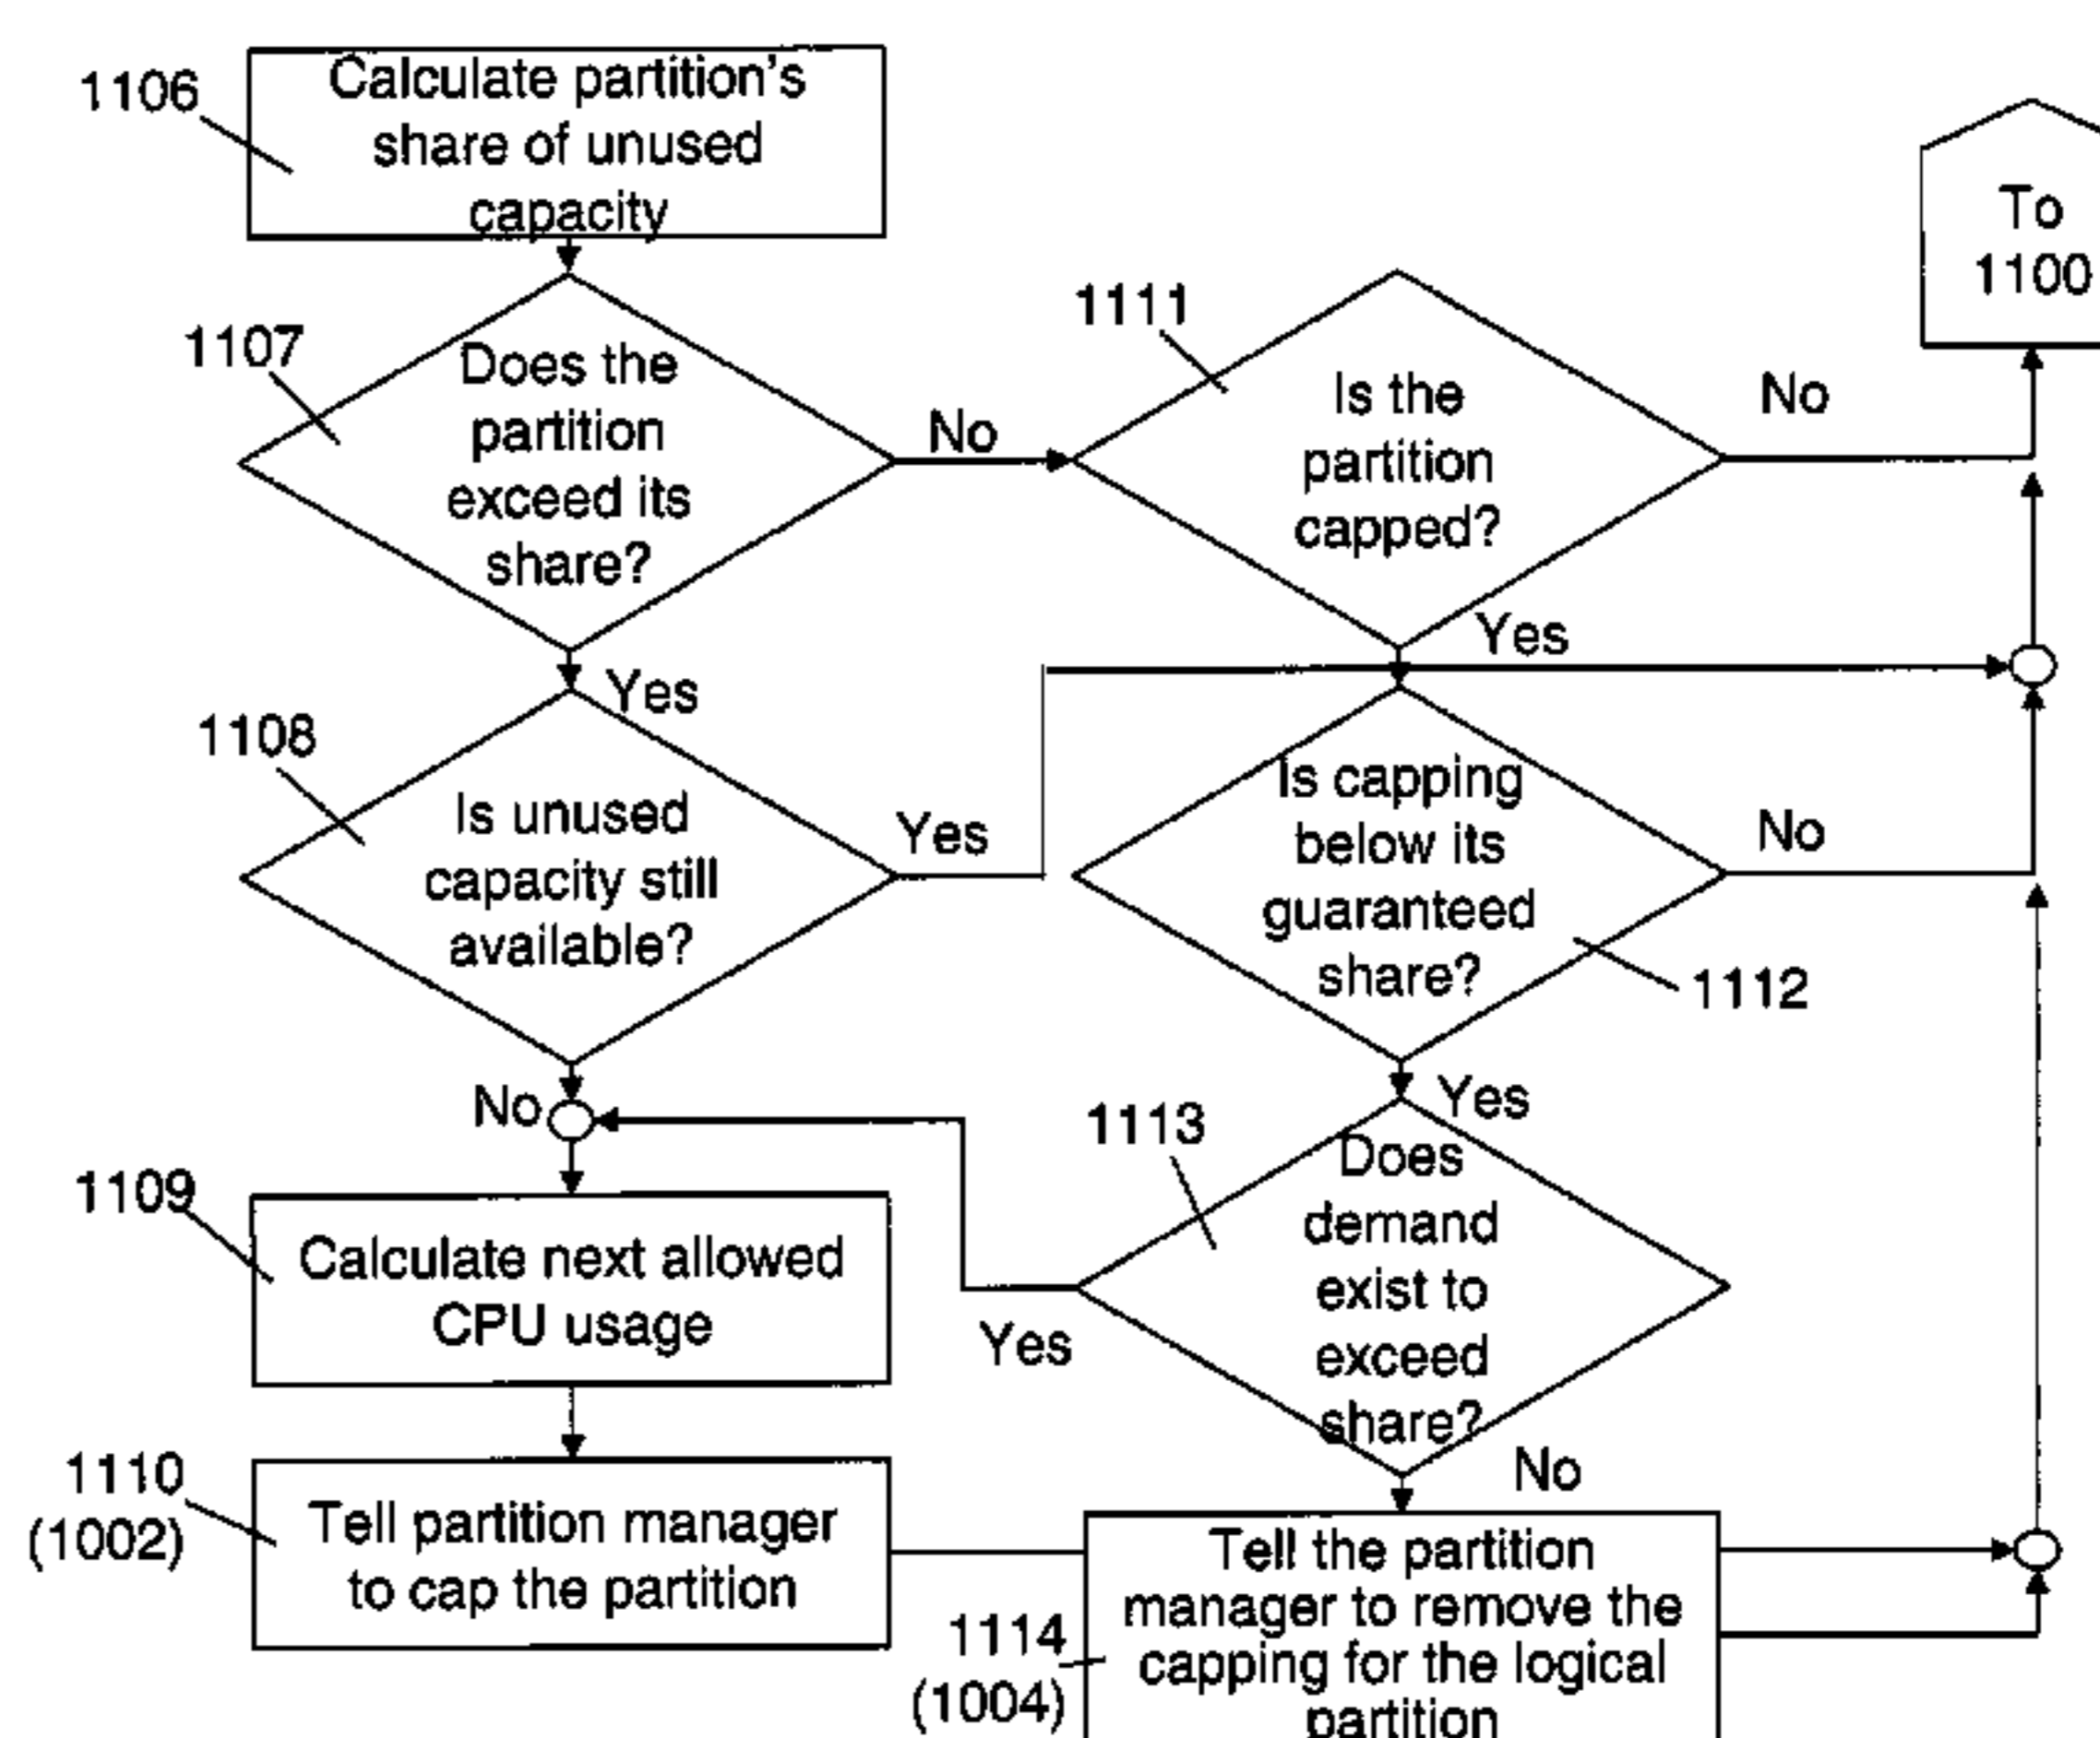 1106
Calculate partition's
share of unused
capacity
To
1100
1107
Does the
partition
exceed its
share?
No
1111
Is the
partition
capped?
No
Yes
Yes
1108
Is unused
capacity still
available?
Yes
Is capping
below its
guaranteed
share?
No
1112
No
Yes
1113
Does
demand
exist to
exceed
share?
Yes
No
1109
Calculate next allowed
CPU usage
1110
(1002)
Tell partition manager
to cap the partition
1114
(1004)
Tell the partition
manager to remove the
capping for the logical
partition